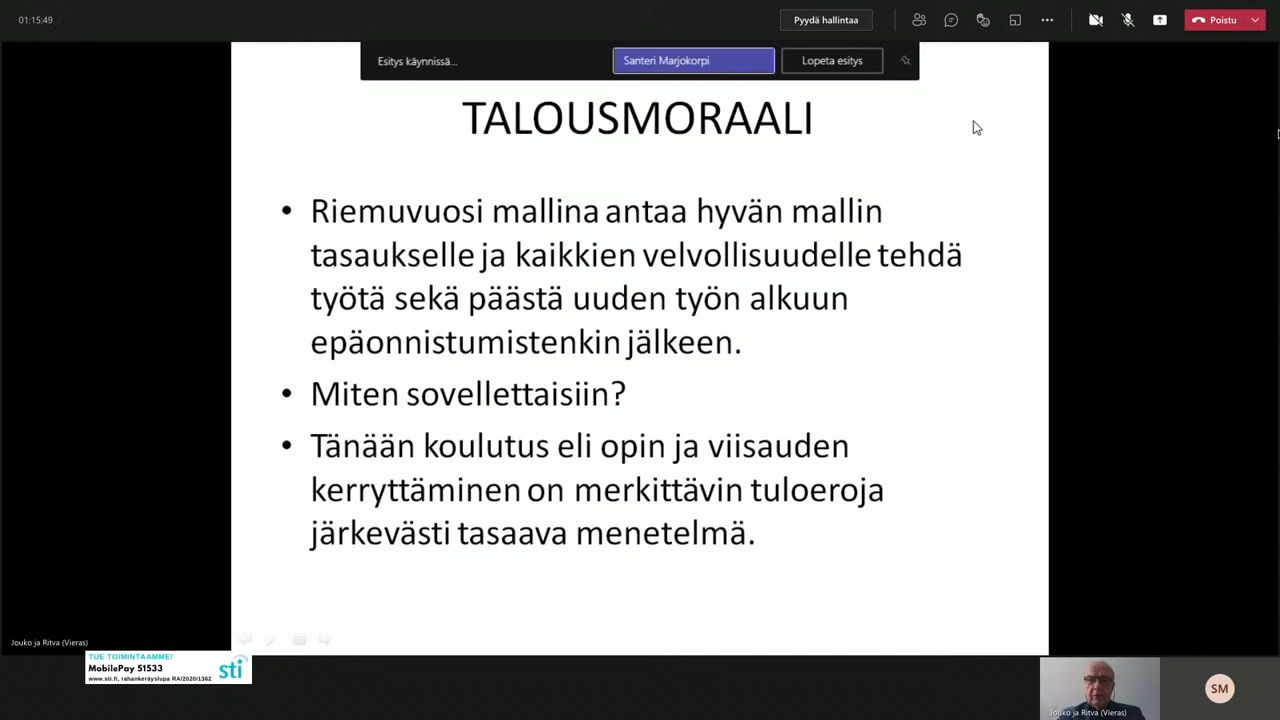 01:15:49
Pyydä hallintaa
Poistu
Esitys käynnissä...
Santeri Marjokorpi
Lopeta esitys
TALOUSMORAALI
• Riemuvuosi mallina antaa hyvän mallin
tasaukselle ja kaikkien velvollisuudelle tehdä
työtä sekä päästä uuden työn alkuun
epäonnistumistenkin jälkeen.
• Miten sovellettaisiin?
• Tänään koulutus eli opin ja viisauden
kerryttäminen on merkittävin tuloeroja
järkevästi tasaava menetelmä.
Jouko ja Ritva (Vieras)
TUE TOIMINTAAMME!
MobilePay 51533
www.sti.fi, rahankeräyslupa RA/2020/1362
sti
Jouko ja Ritva (Vieras)
SM